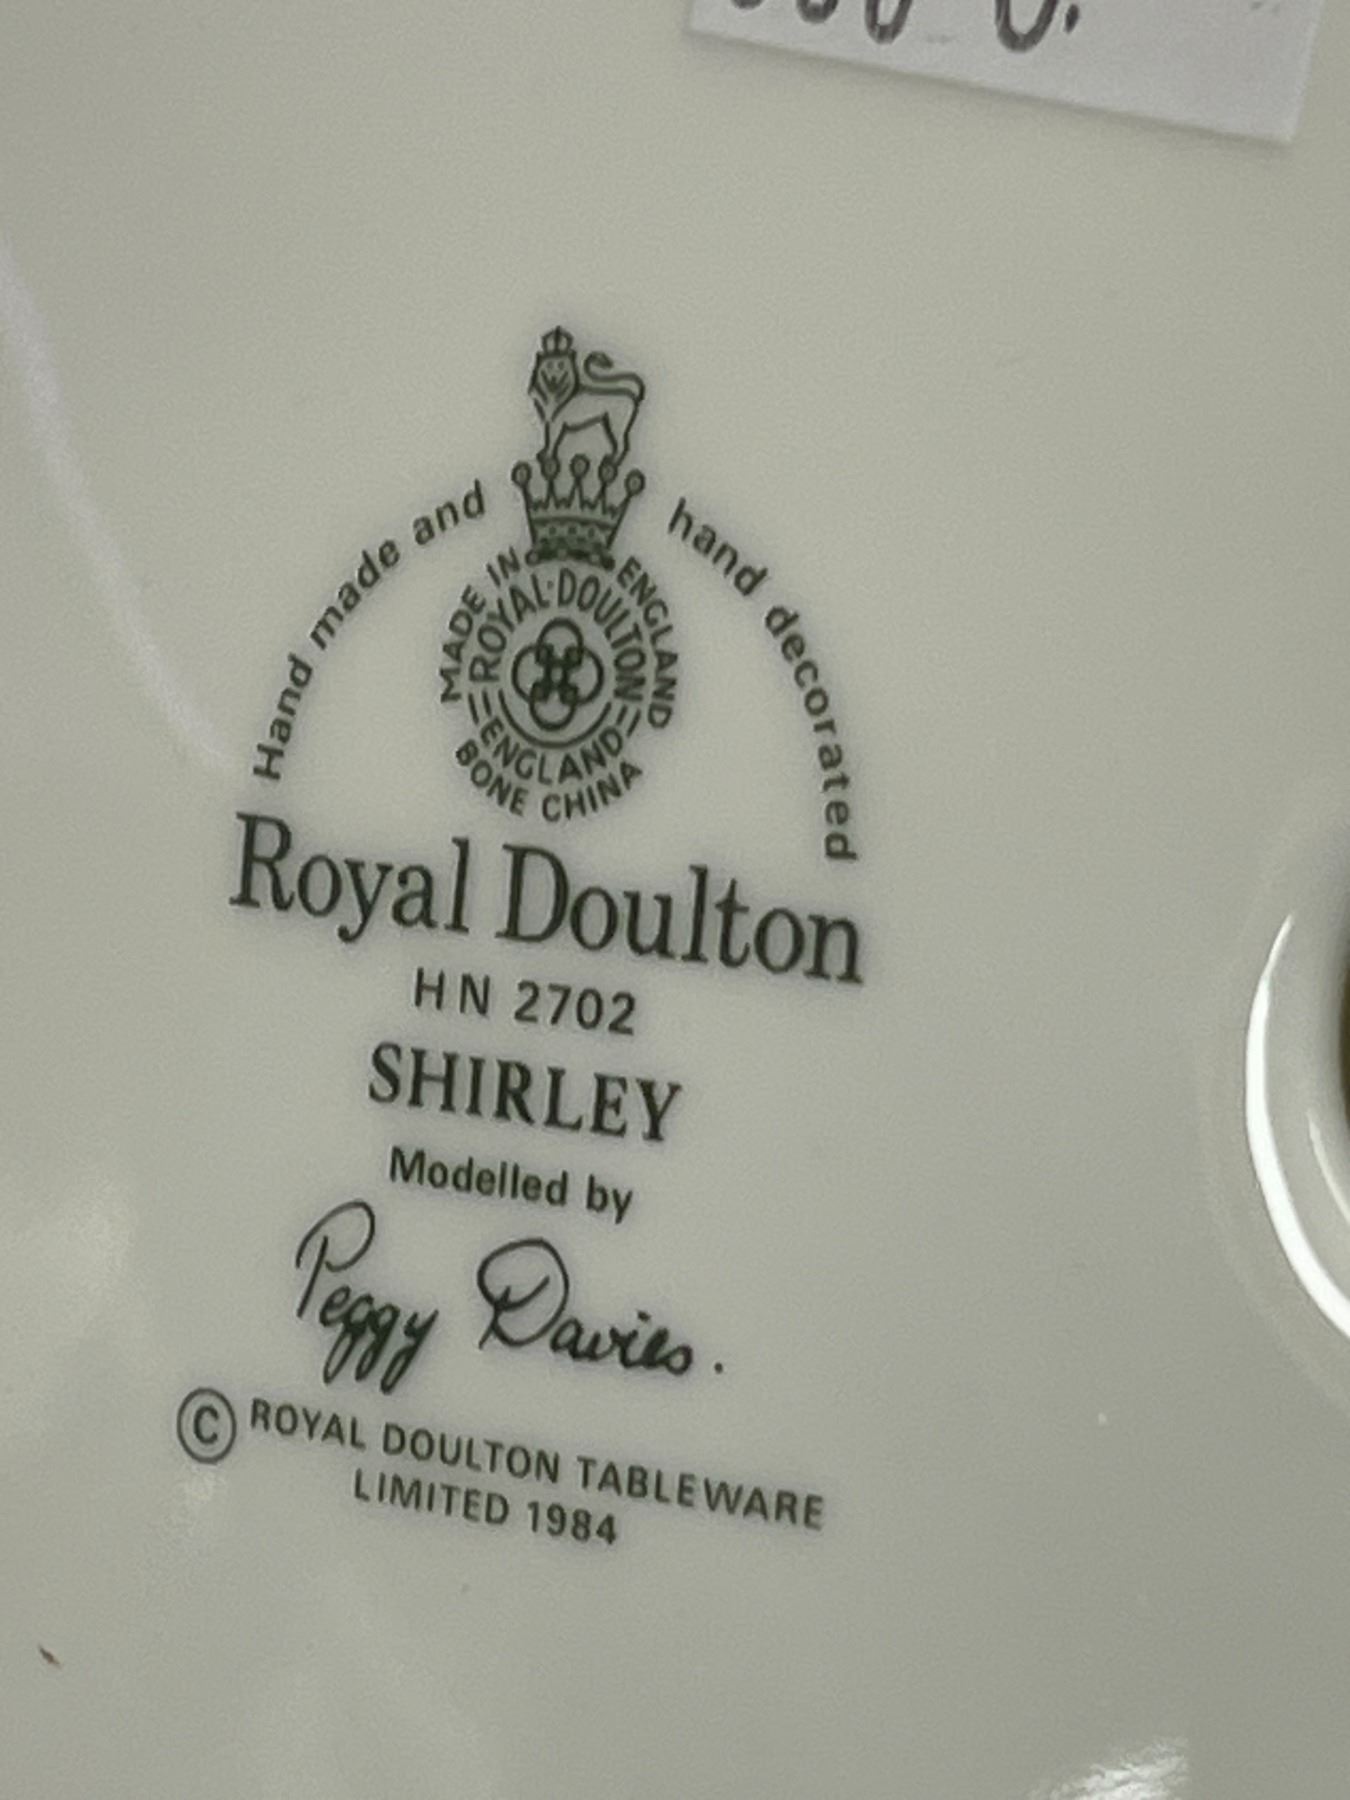 Hand made and hand decorated
MADE IN ENGLAND
ROYAL·DOULTON
ENGLAND
BONE CHINA
Royal Doulton
HN 2702
SHIRLEY
Modelled by
Peggy Davies.
© ROYAL DOULTON TABLEWARE
LIMITED 1984